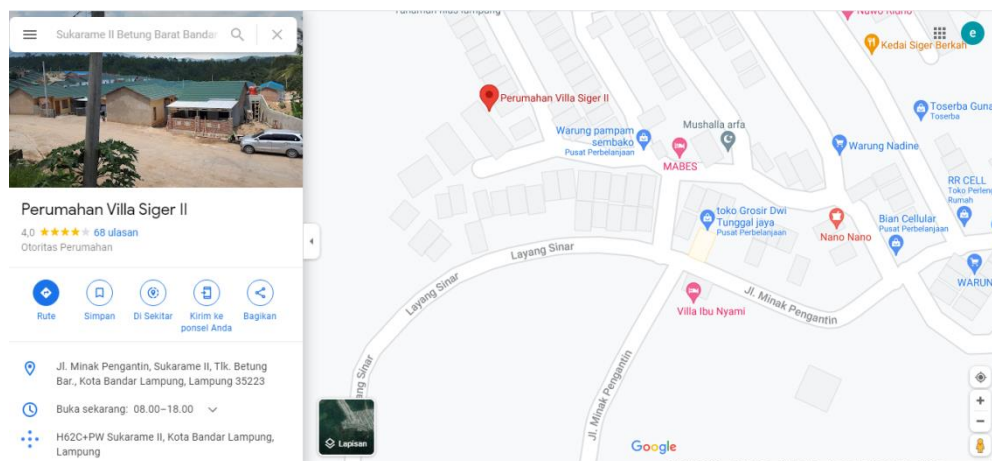 Sukarame II Betung Barat Bandar
Perumahan Villa Siger II
4,0
68 ulasan
Otoritas Perumahan
Rute
Simpan
Di Sekitar
Kirim ke
ponsel Anda
Bagikan
Jl. Minak Pengantin, Sukarame II, Tlk. Betung
Bar., Kota Bandar Lampung, Lampung 35223
Buka sekarang: 08.00–18.00
H62C+PW Sukarame II, Kota Bandar Lampung,
Lampung
e
Kedai Siger Berkah
Perumahan Villa Siger II
Toserba Guna
Toserba
Warung pampam
sembako
Pusat Perbelanjaan
Mushalla arfa
MABES
Warung Nadine
RR CELL
Toko Perleng
Rumah
toko Grosir Dwi
Tunggal jaya
Pusat Perbelanjaan
Nano Nano
Bian Cellular
Pusat Perbelanjaan
WARUN
Layang Sinar
Layang Sinar
ang Sinar
Villa Ibu Nyami
Jl. Minak Pengantin
Jl. Minak Pengantin
Lapisan
Google